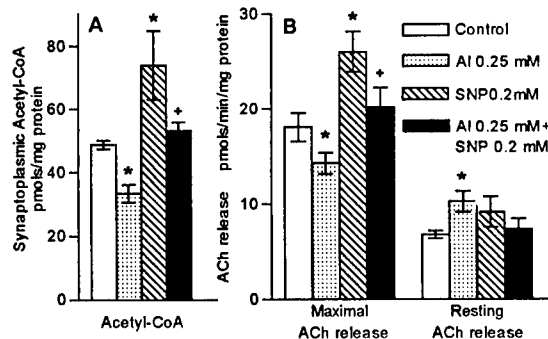 A
Synaptoplasmic Acetyl-CoA
pmols/mg protein
80
60
40
20
0
*
*
+
Acetyl-CoA
B
ACh release pmols/min/mg protein
30
20
10
0
*
*
+
*
Maximal
ACh release
Resting
ACh release
Control
Al 0.25 mM
SNP0.2mM
Al 0.25 mM+
SNP 0.2 mM